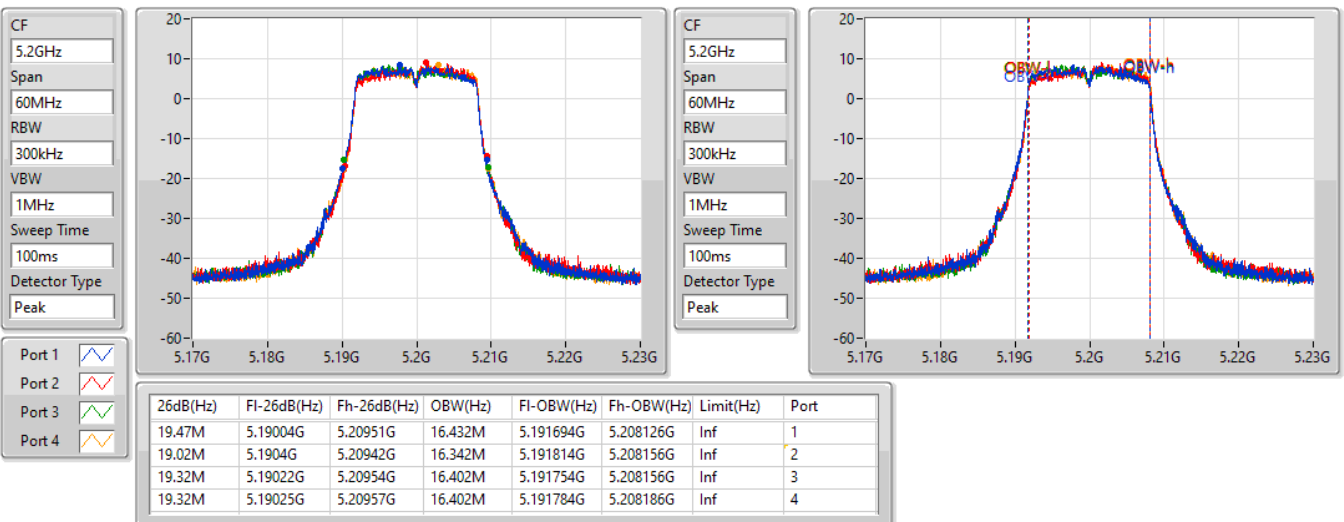 CF
5.2GHz
Span
60MHz
RBW
300kHz
VBW
1MHz
Sweep Time
100ms
Detector Type
Peak
20
10
0
-10
-20
-30
-40
-50
-60
5.17G 5.18G 5.19G 5.2G 5.21G 5.22G 5.23G
CF
5.2GHz
Span
60MHz
RBW
300kHz
VBW
1MHz
Sweep Time
100ms
Detector Type
Peak
20
10
0
-10
-20
-30
-40
-50
-60
OBW-h
5.17G 5.18G 5.19G 5.2G 5.21G 5.22G 5.23G
Port 1
Port 2
Port 3
Port 4
26dB(Hz) Fl-26dB(Hz) Fh-26dB(Hz) OBW(Hz) Fl-OBW(Hz) Fh-OBW(Hz) Limit(Hz) Port
19.47M 5.19004G 5.20951G 16.432M 5.191694G 5.208126G Inf 1
19.02M 5.1904G 5.20942G 16.342M 5.191814G 5.208156G Inf 2
19.32M 5.19022G 5.20954G 16.402M 5.191754G 5.208156G Inf 3
19.32M 5.19025G 5.20957G 16.402M 5.191784G 5.208186G Inf 4